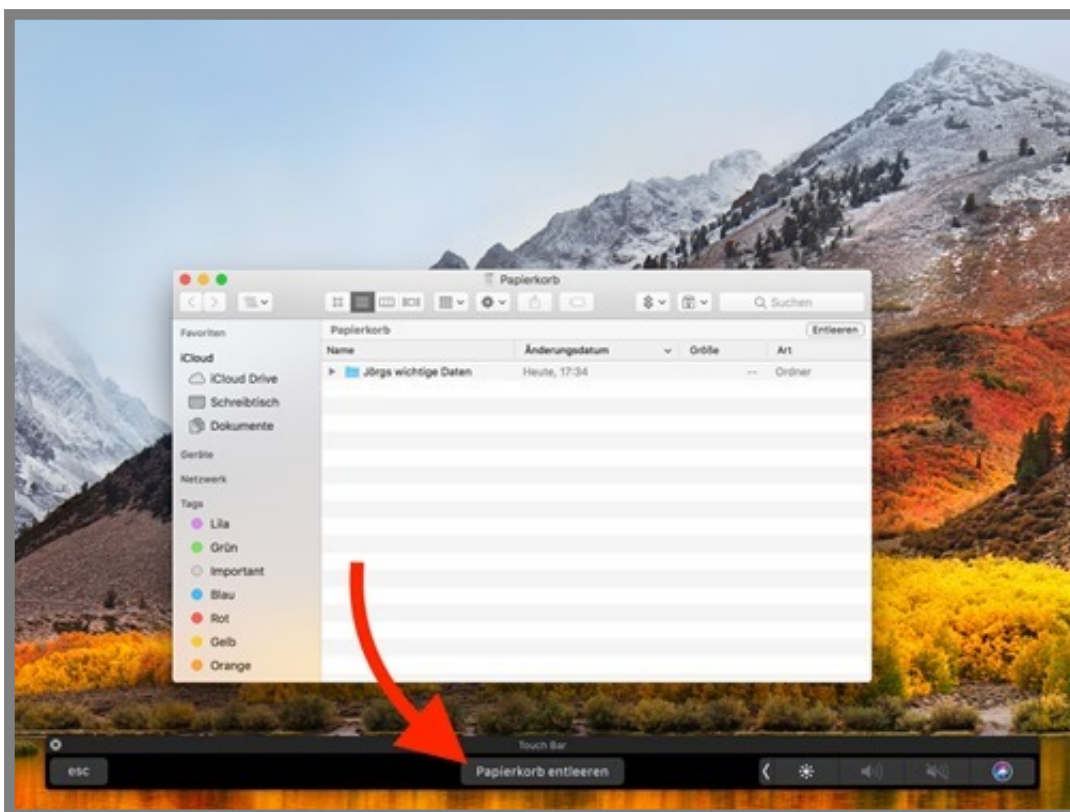 Papierkorb
Suchen
Favoriten
iCloud
iCloud Drive
Schreibtisch
Dokumente
Geräte
Netzwerk
Tags
Lila
Grün
Important
Blau
Rot
Gelb
Orange
Papierkorb Entleeren
Name Änderungsdatum Größe Art
Jörgs wichtige Daten Heute, 17:34 -- Ordner
Touch Bar
esc Papierkorb entleeren